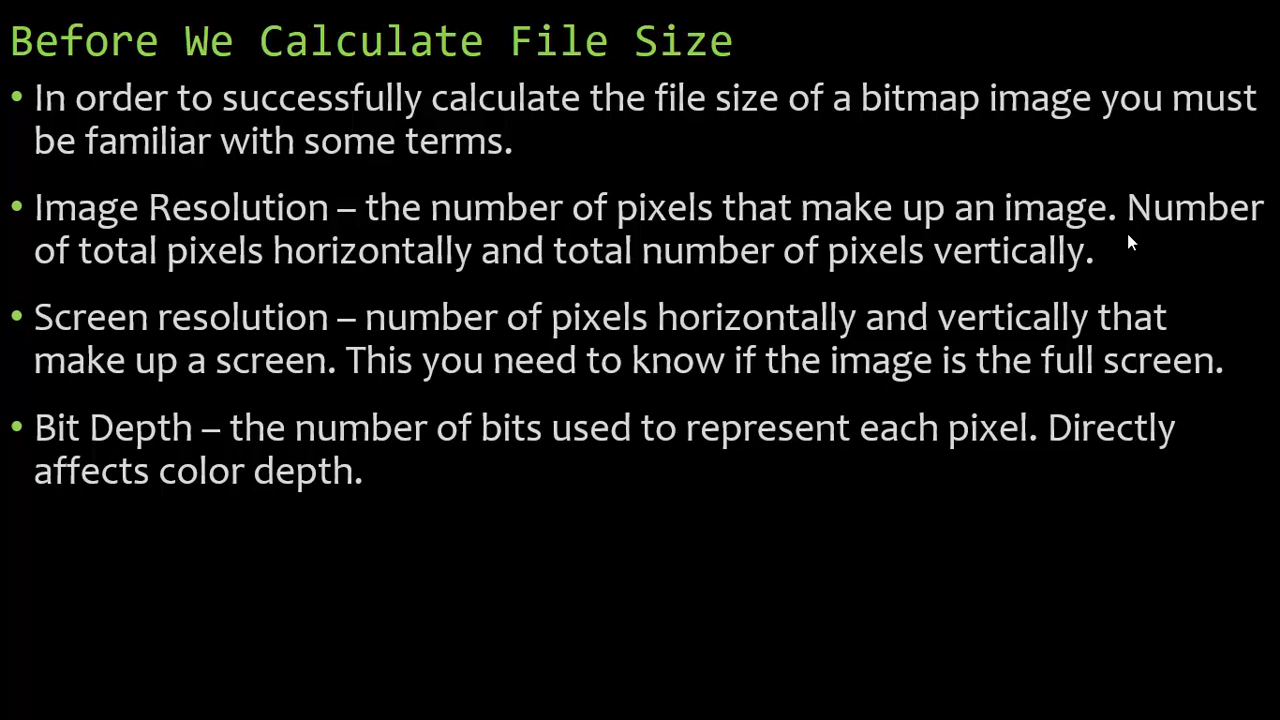 Before We Calculate File Size
• In order to successfully calculate the file size of a bitmap image you must
be familiar with some terms.
• Image Resolution – the number of pixels that make up an image. Number
of total pixels horizontally and total number of pixels vertically.
• Screen resolution – number of pixels horizontally and vertically that
make up a screen. This you need to know if the image is the full screen.
• Bit Depth – the number of bits used to represent each pixel. Directly
affects color depth.